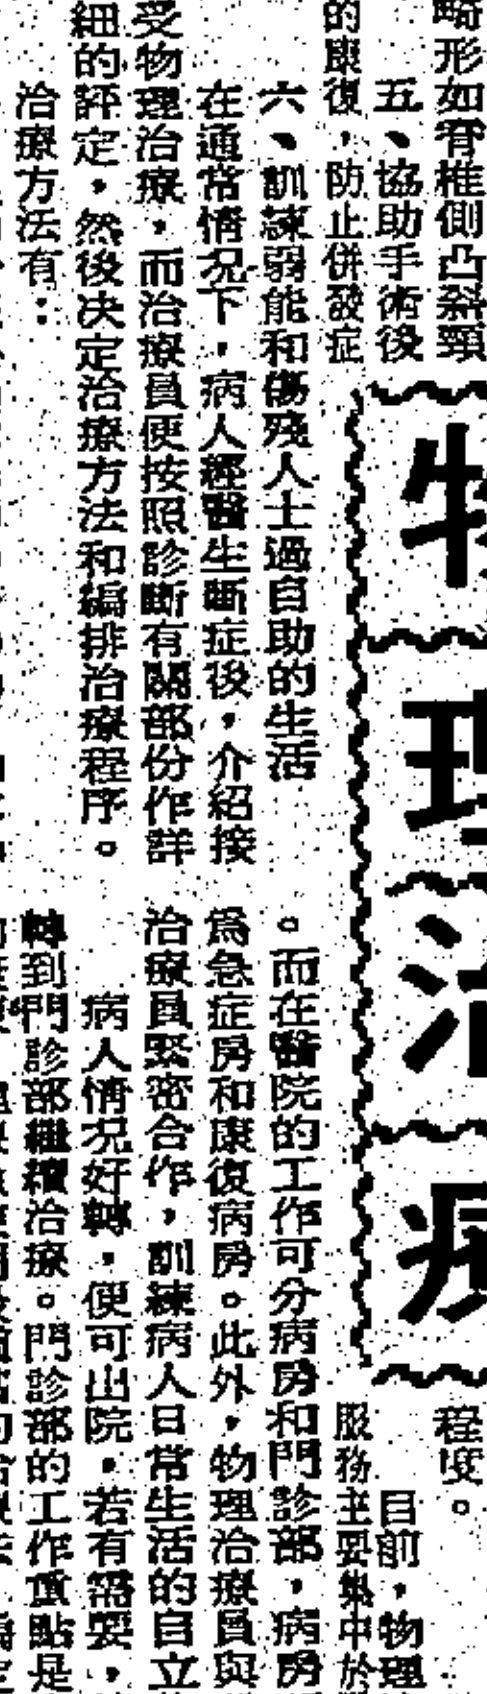 畸形如脊椎側凸斜頸
五、協助手術後
的康復，防止併發症
六、訓練弱能和傷殘人士過自助的生活
在通常情况下，病人經醫生斷症後，介紹接
受物理治療，而治療員便按照診斷有關部份作詳
細的評定，然後决定治療方法和編排治療程序。
治療方法有：
物理治療
程度。
目前，物理
服務主要集中於
。而在醫院的工作可分病房和門診部，病房
爲急症房和康復病房。此外，物理治療員與
治療員緊密合作，訓練病人日常生活的自立
病人情况好轉，便可出院，若有需要，
轉到門診部繼續治療。門診部的工作重點是